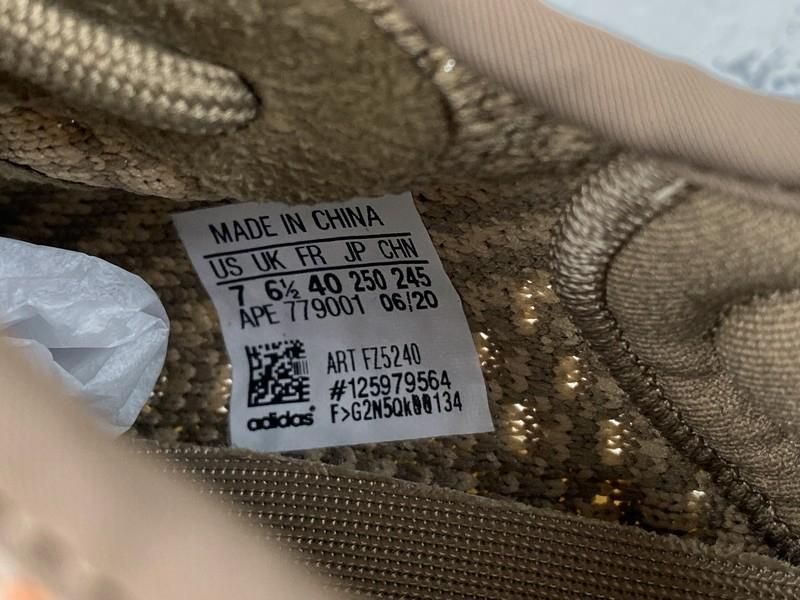 MADE IN CHINA
US UK FR JP CHN
7 6½ 40 250 245
APE 779001 06/20
ART FZ5240
#125979564
adidas